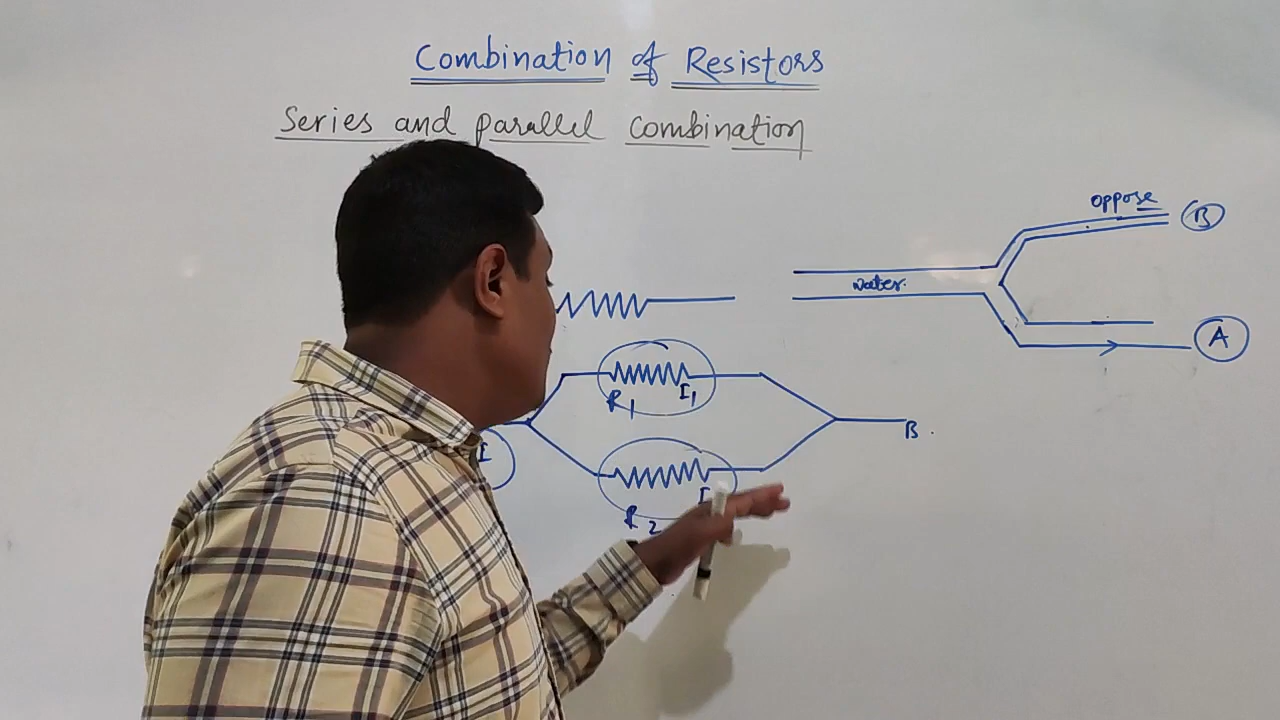 Combination of Resistors
Series and parallel combination
oppose
B
water.
A
R1
I1
B.
I
R2
I